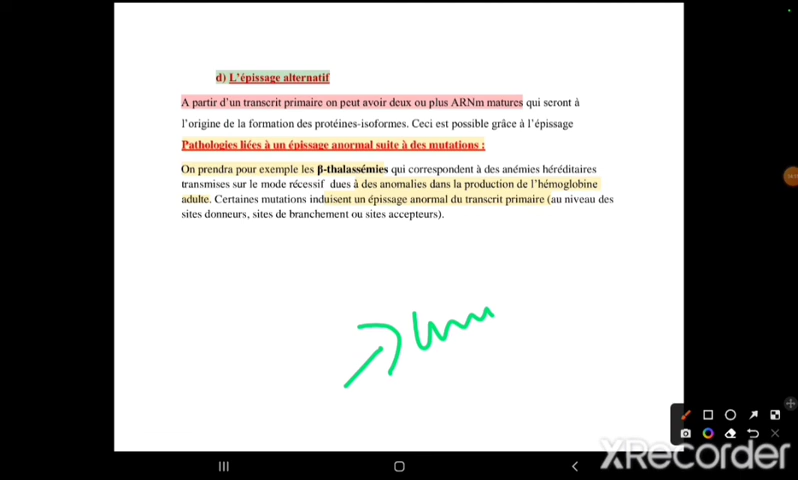 d) L'épissage alternatif
A partir d'un transcrit primaire on peut avoir deux ou plus ARNm matures qui seront à
l'origine de la formation des protéines-isoformes. Ceci est possible grâce à l'épissage
Pathologies liées à un épissage anormal suite à des mutations :
On prendra pour exemple les β-thalassémies qui correspondent à des anémies héréditaires
transmises sur le mode récessif dues à des anomalies dans la production de l'hémoglobine
adulte. Certaines mutations induisent un épissage anormal du transcrit primaire (au niveau des
sites donneurs, sites de branchement ou sites accepteurs).
XRecorder